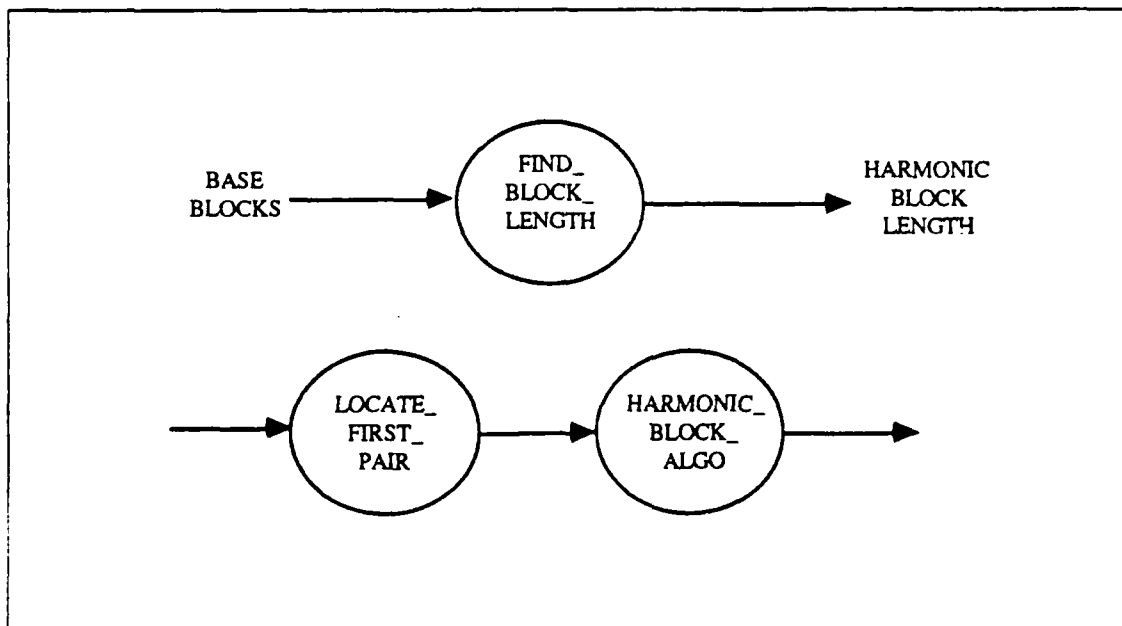 BASE
BLOCKS
FIND_
BLOCK_
LENGTH
HARMONIC
BLOCK
LENGTH
LOCATE_
FIRST_
PAIR
HARMONIC_
BLOCK_
ALGO